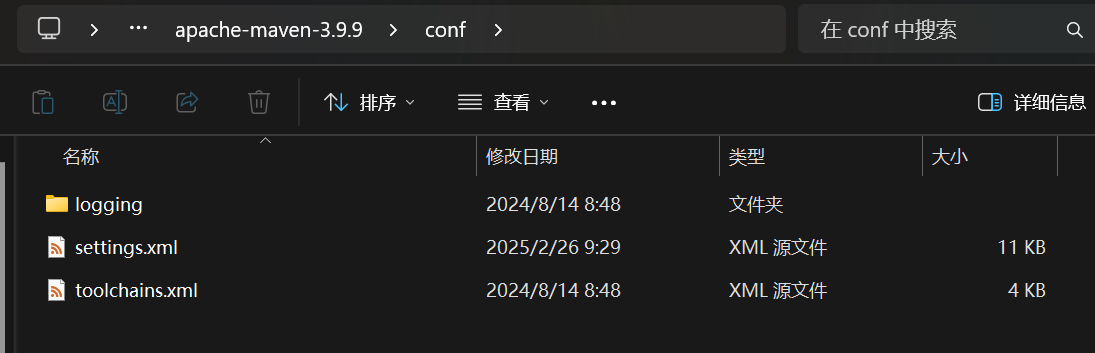 apache-maven-3.9.9 conf 在 conf 中搜索
排序 查看 详细信息
名称 修改日期 类型 大小
logging 2024/8/14 8:48 文件夹
settings.xml 2025/2/26 9:29 XML 源文件 11 KB
toolchains.xml 2024/8/14 8:48 XML 源文件 4 KB